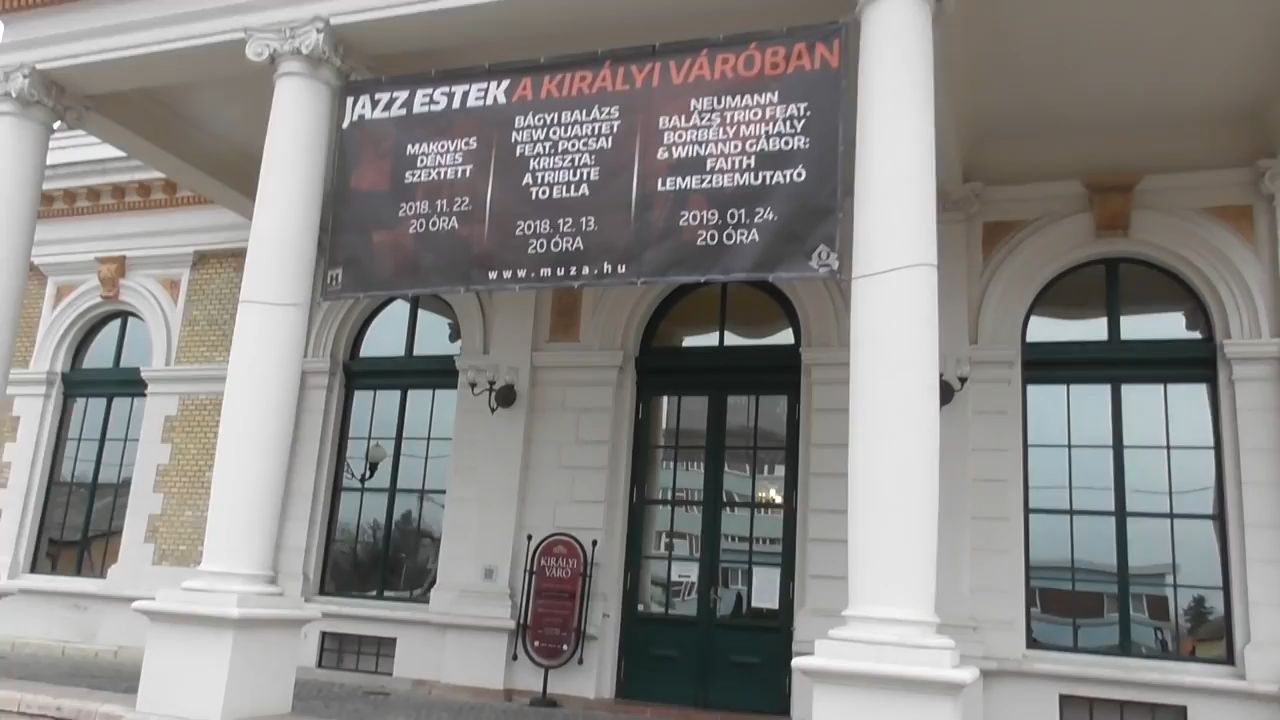 JAZZ ESTEK A KIRÁLYI VÁRÓBAN
MAKOVICS
DÉNES
SZEXTETT
2018. 11. 22.
20 ÓRA
BÁGYI BALÁZS
NEW QUARTET
FEAT. POCSAI
KRISZTA:
A TRIBUTE
TO ELLA
2018. 12. 13.
20 ÓRA
NEUMANN
BALÁZS TRIO FEAT.
BORBÉLY MIHÁLY
& WINAND GÁBOR:
FAITH
LEMEZBEMUTATÓ
2019. 01. 24.
20 ÓRA
www.muza.hu
KIRÁLYI
VÁRÓ